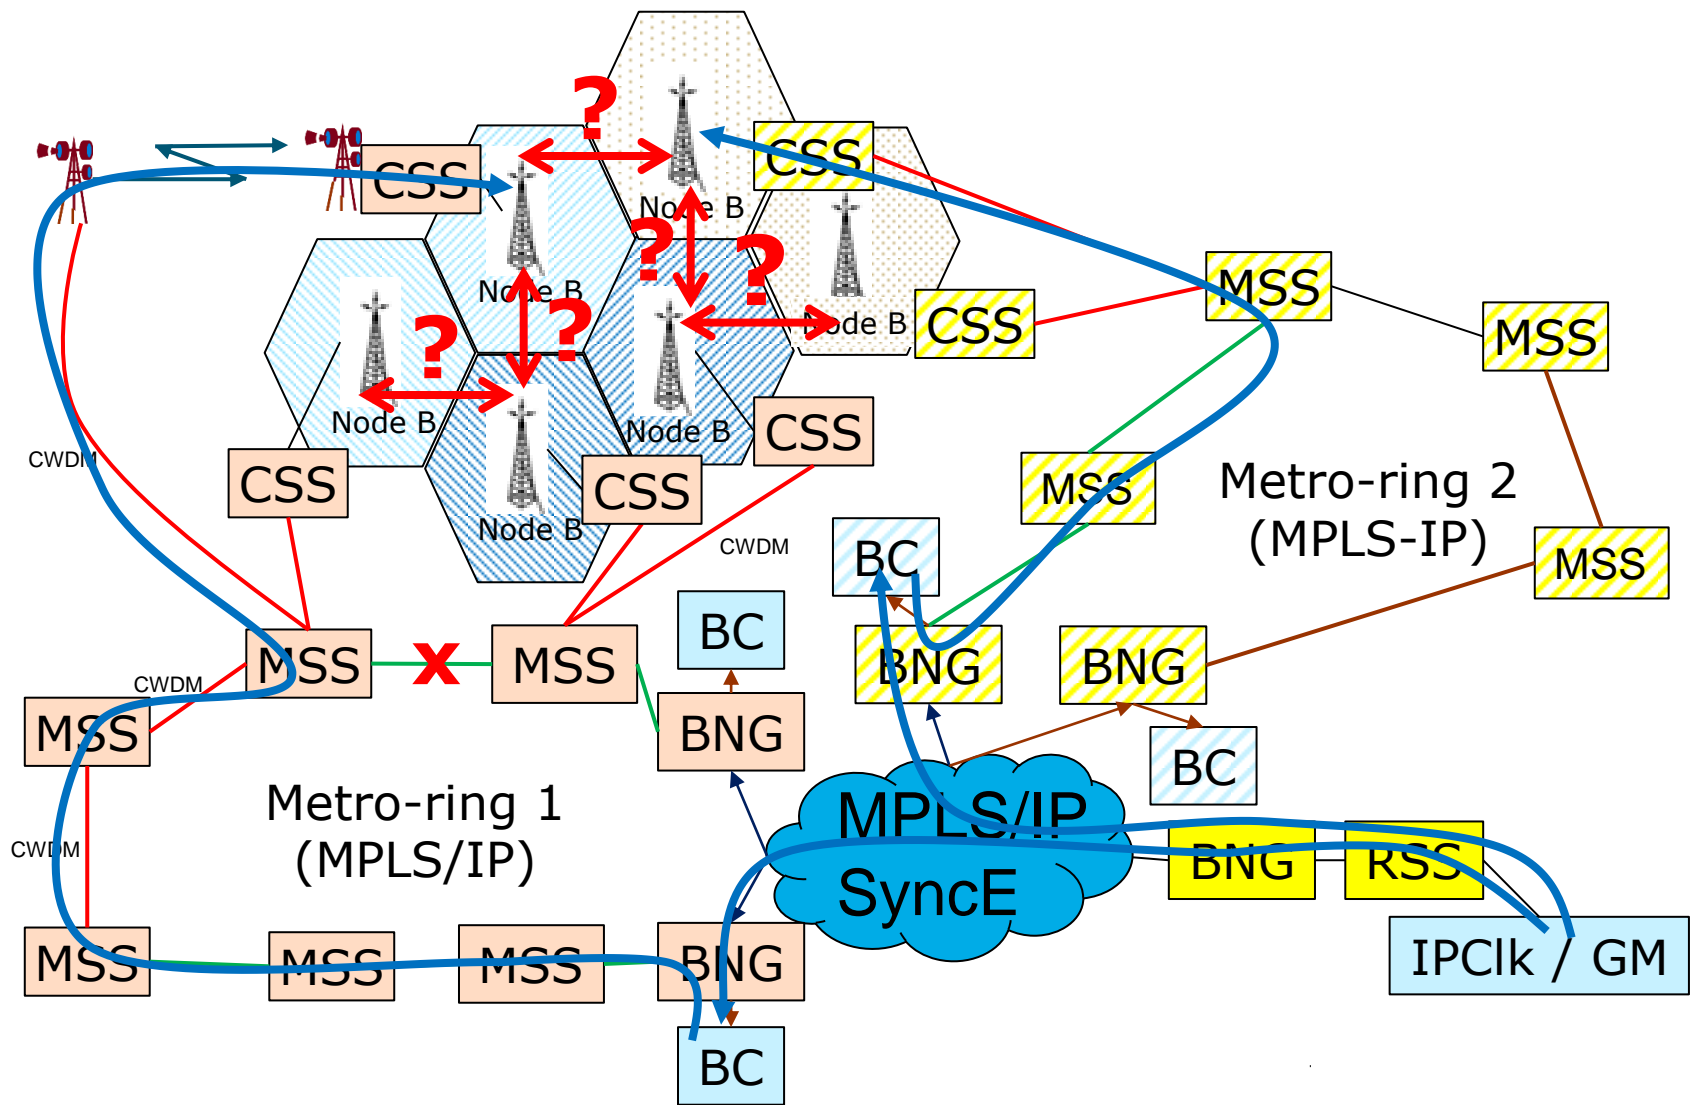 ?
CSS
CSS
Node B
?
?
Node B
?
Node B
CSS
MSS
?
?
MSS
Node B
Node B
CSS
CWDM
CSS
CSS
Node B
CWDM
MSS
Metro-ring 2
(MPLS-IP)
BC
MSS
BC
MSS
x
MSS
BNG
BNG
CWDM
MSS
BNG
BC
Metro-ring 1
(MPLS/IP)
MPLS/IP
SyncE
CWDM
BNG
RSS
MSS
MSS
MSS
BNG
IPClk / GM
BC